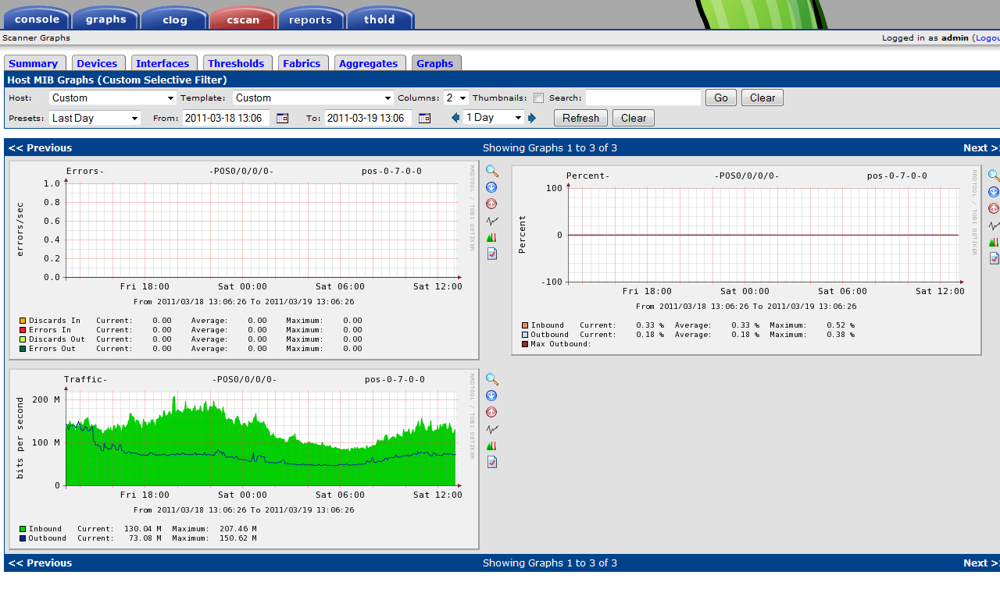 console graphs clog cscan reports thold
Scanner Graphs
Logged in as admin (Logou
Summary Devices Interfaces Thresholds Fabrics Aggregates Graphs
Host MIB Graphs (Custom Selective Filter)
Host: Custom Template: Custom Columns: 2 Thumbnails: Search: Go Clear
Presets: Last Day From: 2011-03-18 13:06 To: 2011-03-19 13:06 1 Day Refresh Clear
<< Previous Showing Graphs 1 to 3 of 3 Next >
Errors- -POS0/0/0/0- pos-0-7-0-0
RRDTOOL / TOBI OETIKER
errors/sec
1.0
0.8
0.6
0.4
0.2
0.0
Fri 18:00 Sat 00:00 Sat 06:00 Sat 12:00
From 2011/03/18 13:06:26 To 2011/03/19 13:06:26
Discards In Current: 0.00 Average: 0.00 Maximum: 0.00
Errors In Current: 0.00 Average: 0.00 Maximum: 0.00
Discards Out Current: 0.00 Average: 0.00 Maximum: 0.00
Errors Out Current: 0.00 Average: 0.00 Maximum: 0.00
Percent- -POS0/0/0/0- pos-0-7-0-0
RRDTOOL / TOBI OETIKER
Percent
100
0
-100
Fri 18:00 Sat 00:00 Sat 06:00 Sat 12:00
From 2011/03/18 13:06:26 To 2011/03/19 13:06:26
Inbound Current: 0.33 % Average: 0.33 % Maximum: 0.52 %
Outbound Current: 0.18 % Average: 0.18 % Maximum: 0.38 %
Max Outbound:
Traffic- -POS0/0/0/0- pos-0-7-0-0
RRDTOOL / TOBI OETIKER
bits per second
200 M
100 M
0
Fri 18:00 Sat 00:00 Sat 06:00 Sat 12:00
From 2011/03/18 13:06:26 To 2011/03/19 13:06:26
Inbound Current: 130.04 M Maximum: 207.46 M
Outbound Current: 73.08 M Maximum: 150.62 M
<< Previous Showing Graphs 1 to 3 of 3 Next >